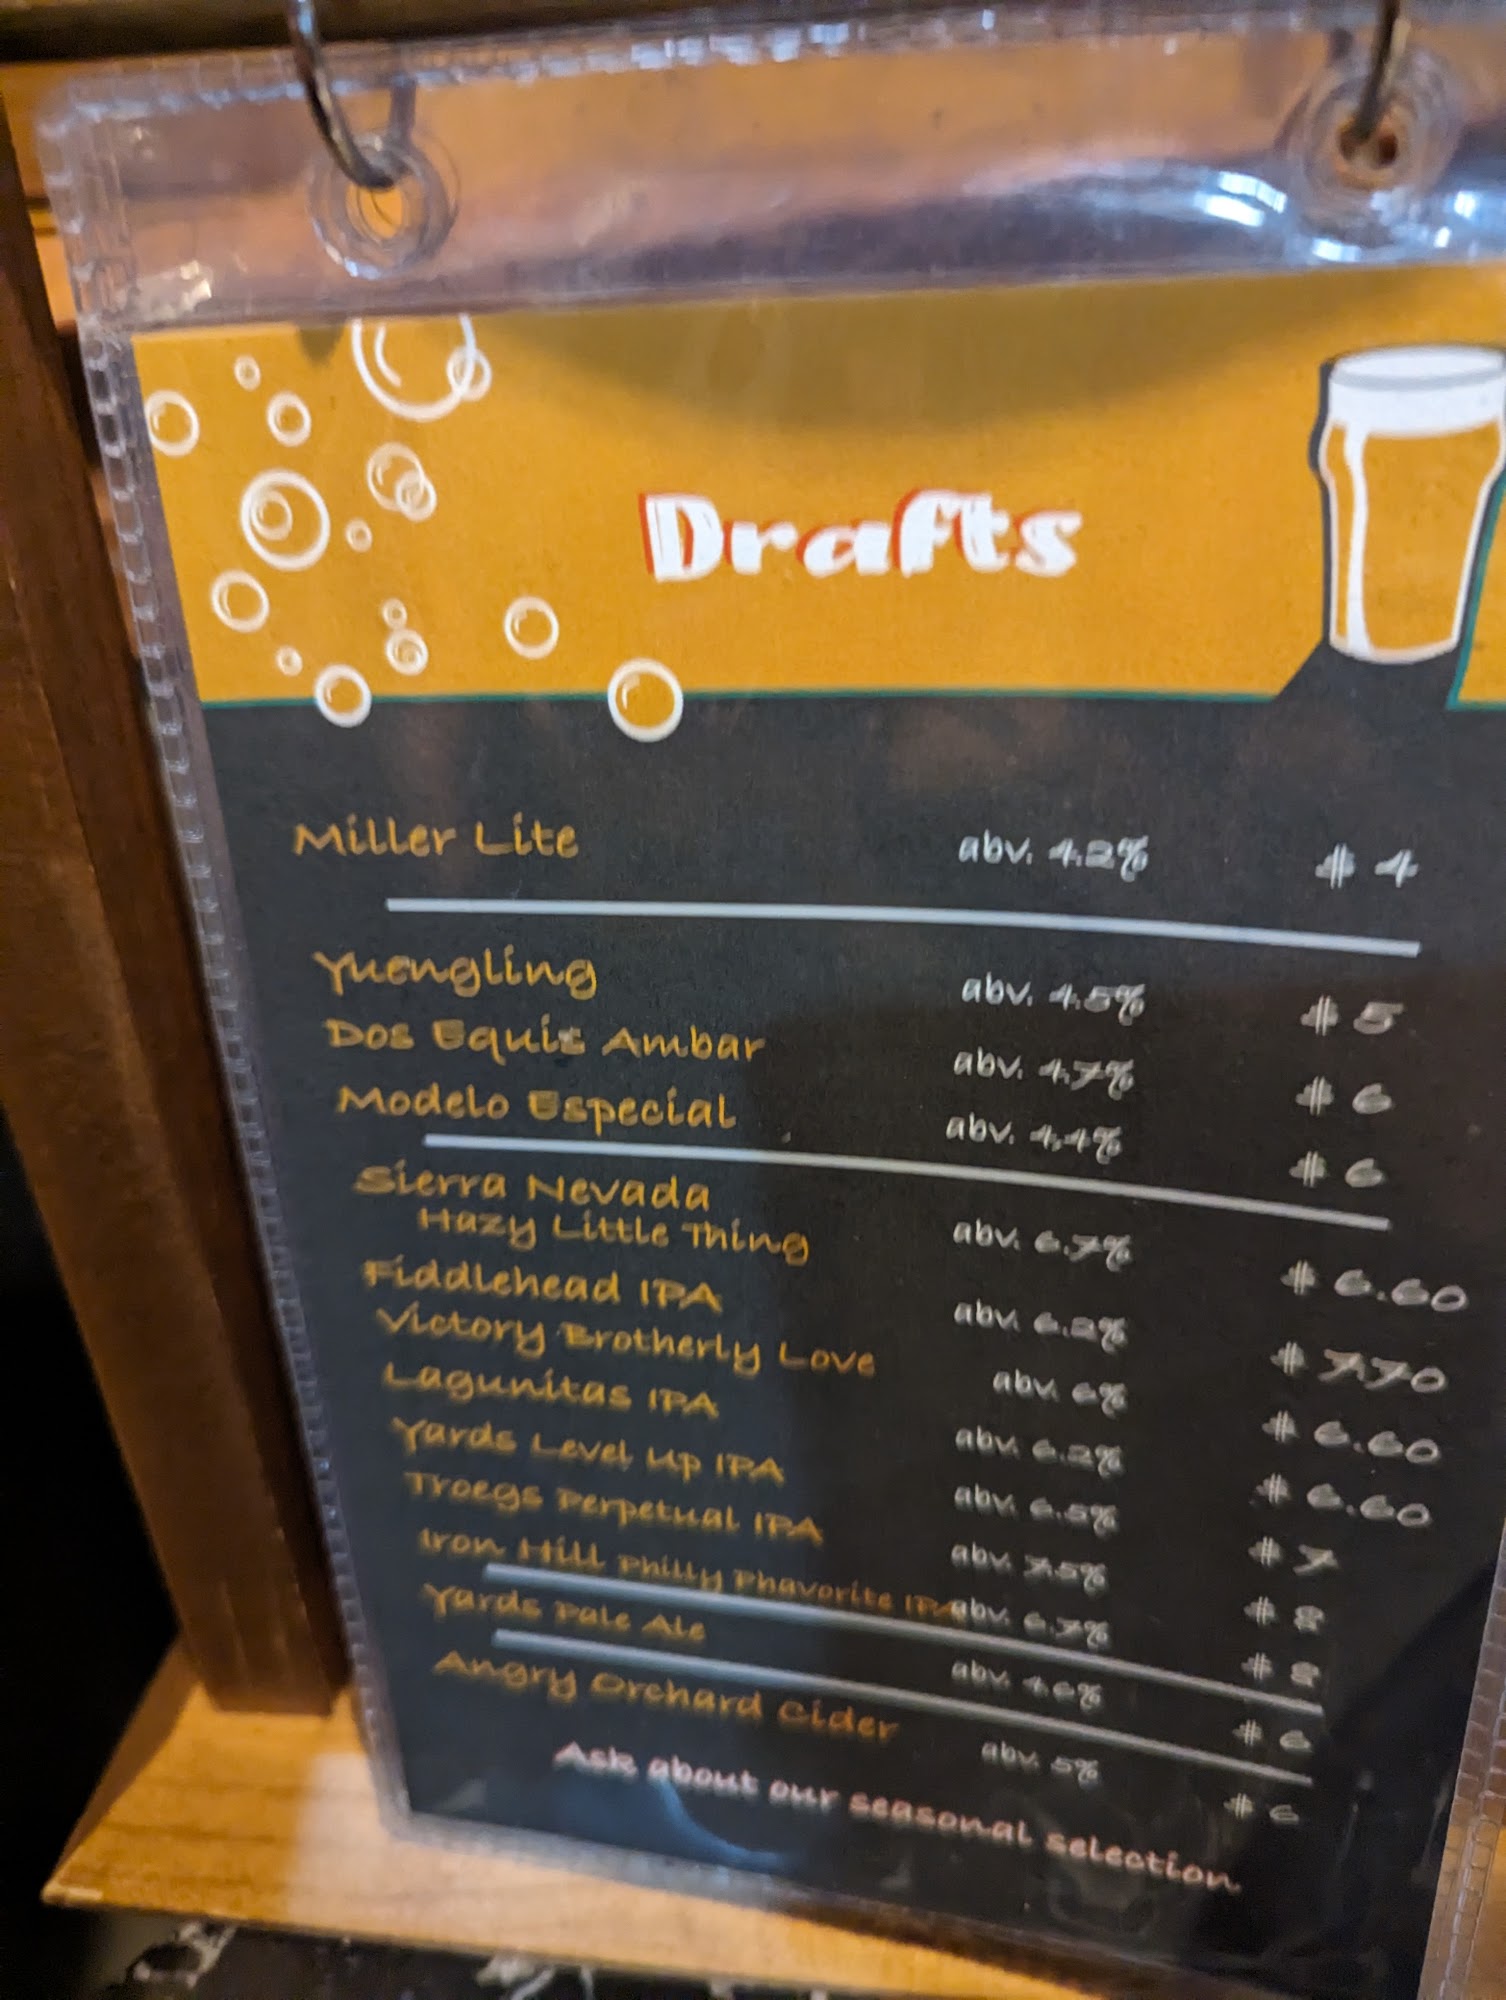 Drafts
Miller Lite abv. 4.2% $ 4
Yuengling abv. 4.5% $ 5
Dos Equis Ambar abv. 4.7% $ 6
Modelo Especial abv. 4.4% $ 6
Sierra Nevada
Hazy Little Thing abv. 6.7% $ 6.60
Fiddlehead IPA abv. 6.2% $ 7.70
Victory Brotherly Love abv. 6% $ 6.60
Lagunitas IPA abv. 6.2% $ 6.60
Yards Level Up IPA abv. 6.5% $ 7
Troegs Perpetual IPA abv. 7.5% $ 8
Iron Hill Philly Phavorite IPA abv. 6.7% $ 8
Yards Pale Ale abv. 4.6% $ 6
Angry Orchard Cider abv. 5% $ 6
Ask about our seasonal selection